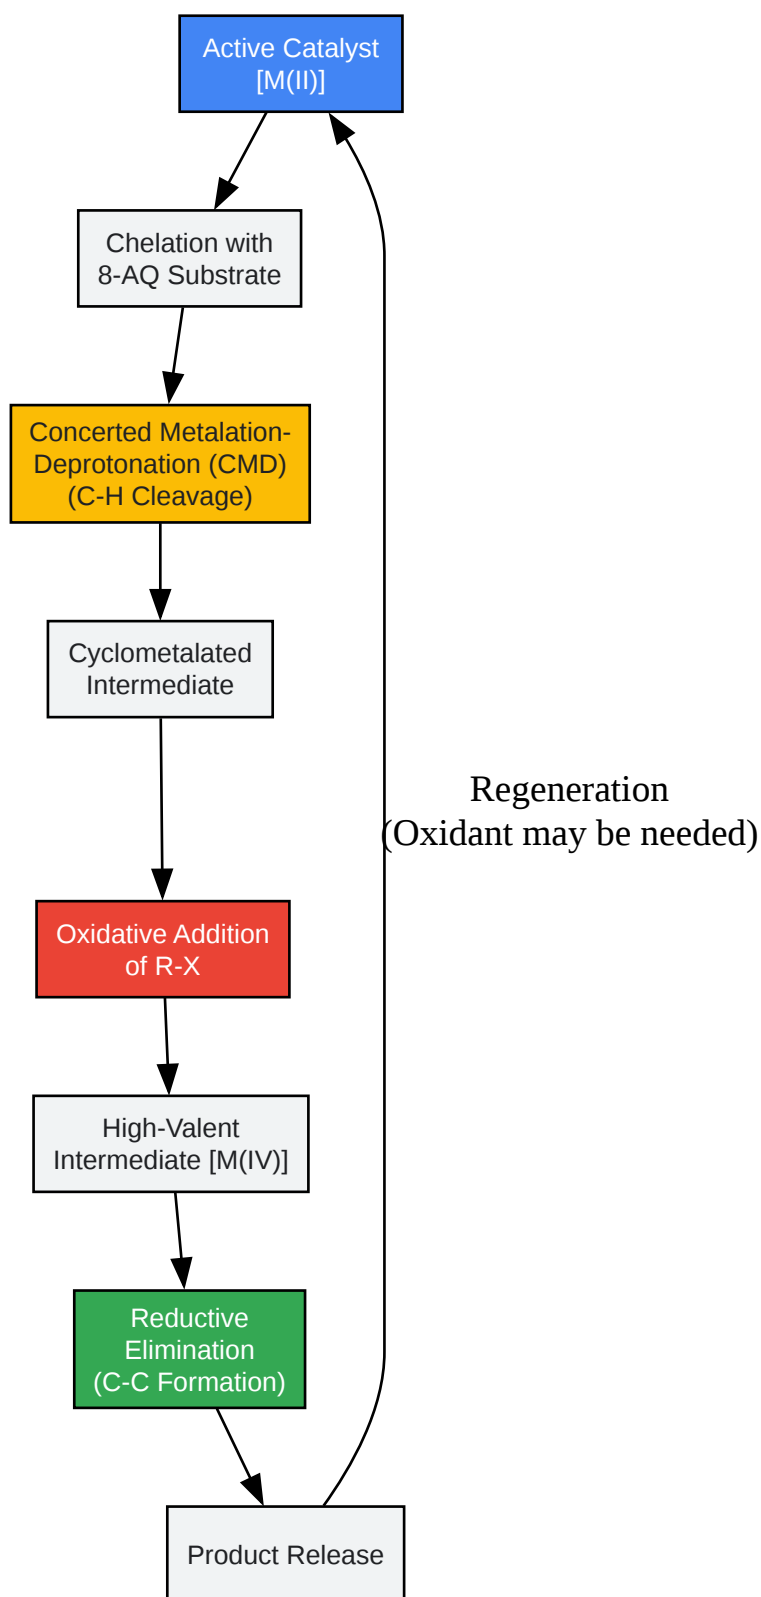 Active Catalyst
[M(II)]
Chelation with
8-AQ Substrate
Concerted Metalation-
Deprotonation (CMD)
(C-H Cleavage)
Cyclometalated
Intermediate
Regeneration
(Oxidant may be needed)
Oxidative Addition
of R-X
High-Valent
Intermediate [M(IV)]
Reductive
Elimination
(C-C Formation)
Product Release